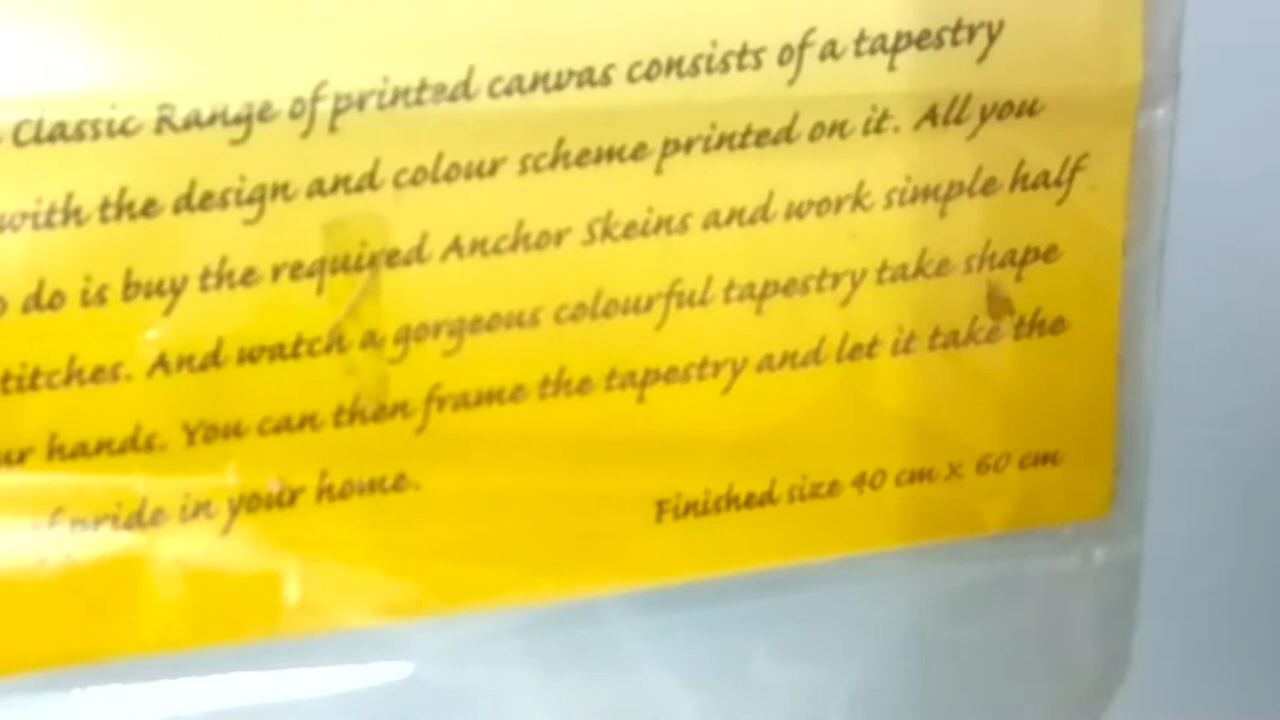 Classic Range of printed canvas consists of a tapestry
with the design and colour scheme printed on it. All you
do is buy the required Anchor Skeins and work simple half
titches. And watch a gorgeous colourful tapestry take shape
ur hands. You can then frame the tapestry and let it take the
pride in your home.
Finished size 40 cm x 60 cm